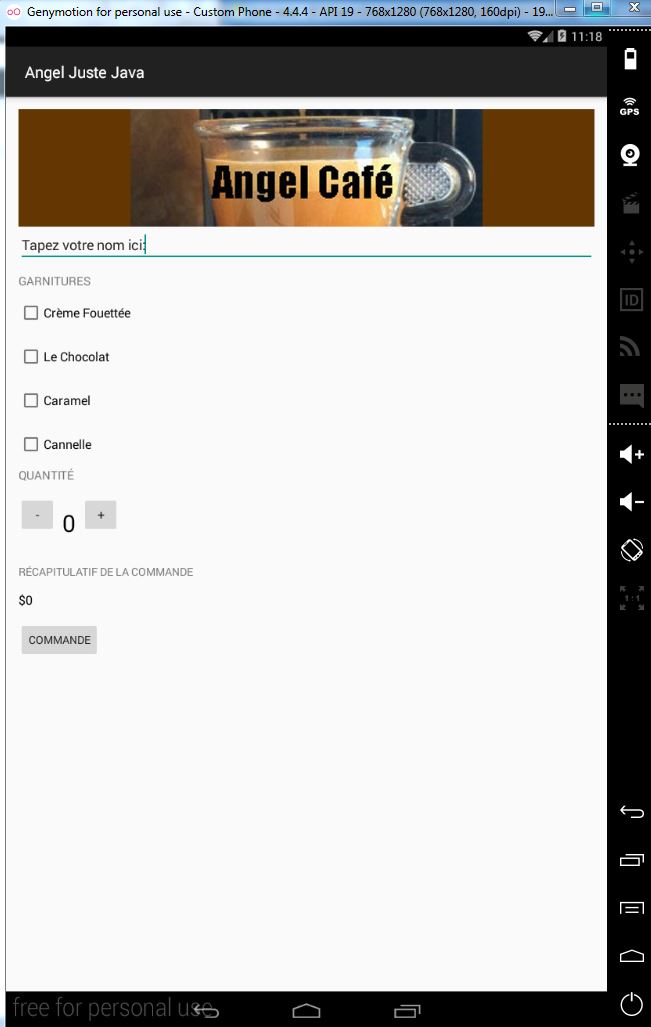 Genymotion for personal use - Custom Phone - 4.4.4 - API 19 - 768x1280 (768x1280, 160dpi) - 19...
11:18
Angel Juste Java
GPS
Angel Café
Tapez votre nom ici:
GARNITURES
ID
Crème Fouettée
Le Chocolat
Caramel
Cannelle
QUANTITÉ
- 0 +
RÉCAPITULATIF DE LA COMMANDE
1:1
$0
COMMANDE
free for personal use